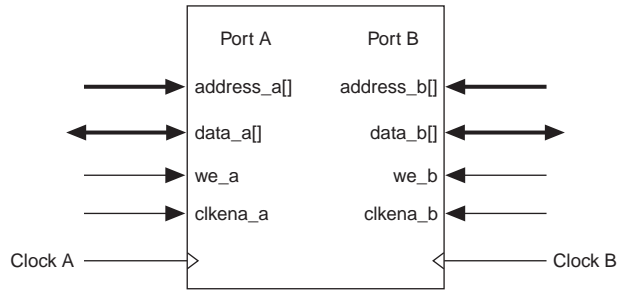 Port A Port B
address_a[] address_b[]
data_a[] data_b[]
we_a we_b
clkena_a clkena_b
Clock A Clock B